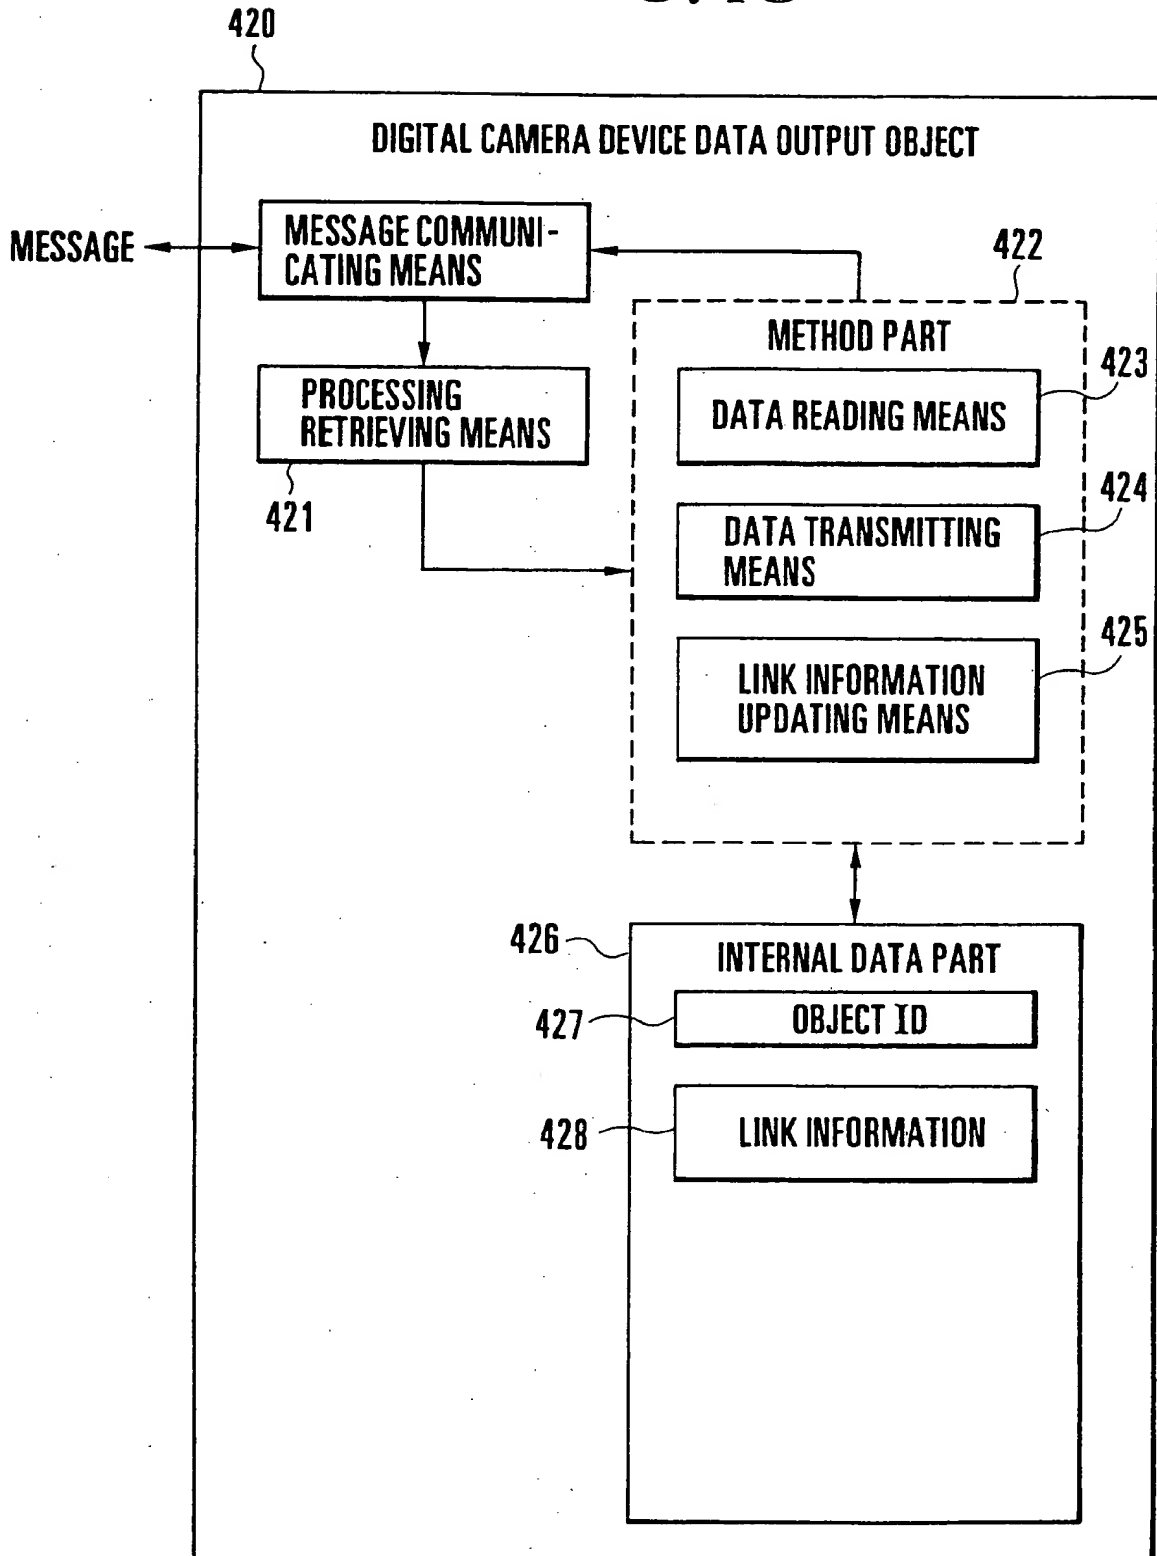 420
DIGITAL CAMERA DEVICE DATA OUTPUT OBJECT
MESSAGE
MESSAGE COMMUNI-
CATING MEANS
422
METHOD PART
PROCESSING
RETRIEVING MEANS
421
423
DATA READING MEANS
424
DATA TRANSMITTING
MEANS
425
LINK INFORMATION
UPDATING MEANS
426
INTERNAL DATA PART
427
OBJECT ID
428
LINK INFORMATION